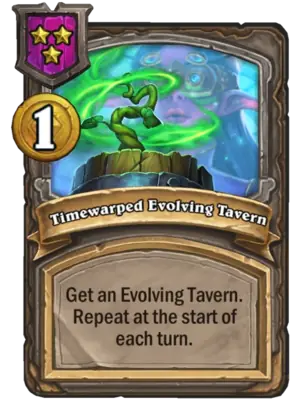 1
Timewarped Evolving Tavern
Get an Evolving Tavern.
Repeat at the start of
each turn.